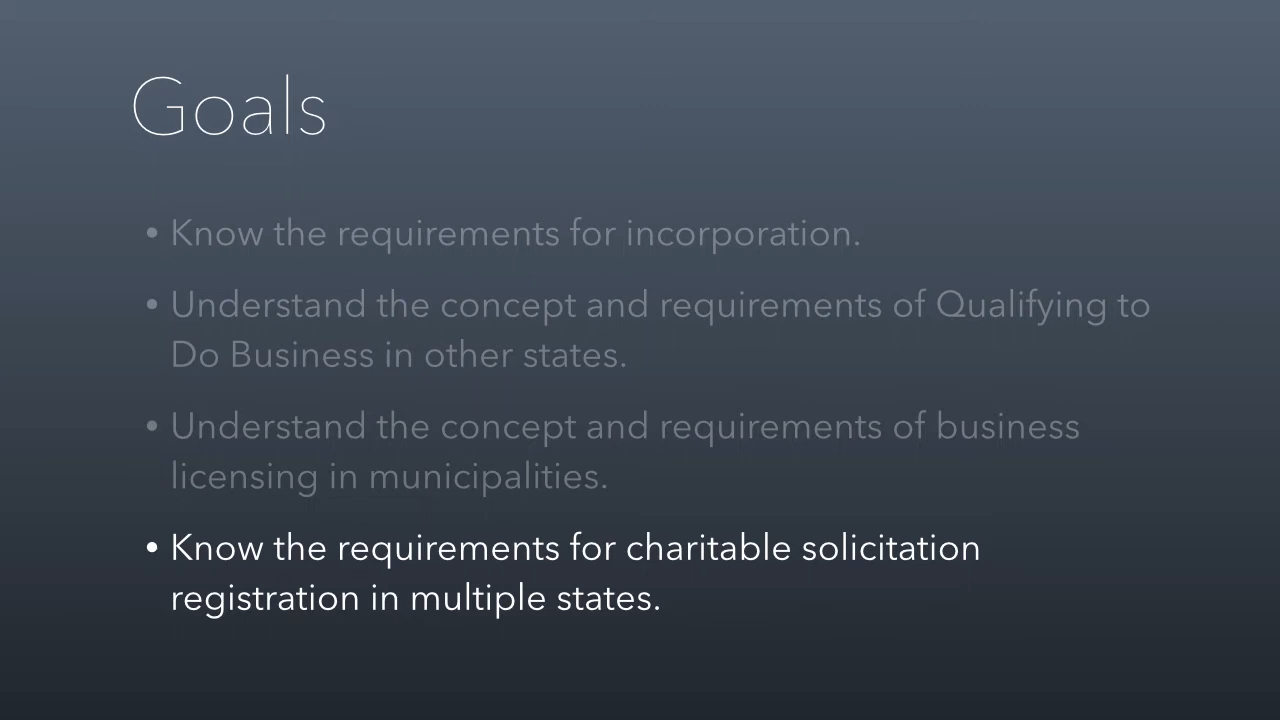 Goals
• Know the requirements for incorporation.
• Understand the concept and requirements of Qualifying to
Do Business in other states.
• Understand the concept and requirements of business
licensing in municipalities.
• Know the requirements for charitable solicitation
registration in multiple states.